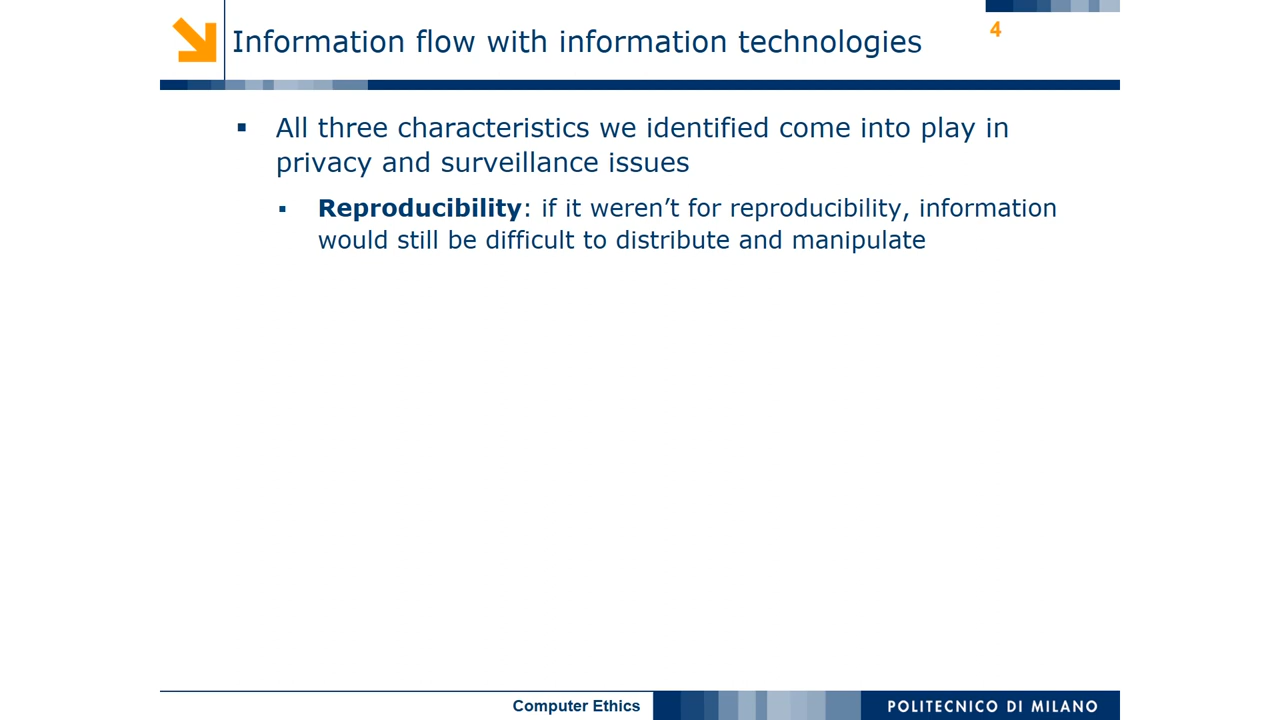 Information flow with information technologies
4
▪ All three characteristics we identified come into play in
privacy and surveillance issues
▪ Reproducibility: if it weren’t for reproducibility, information
would still be difficult to distribute and manipulate
Computer Ethics
POLITECNICO DI MILANO